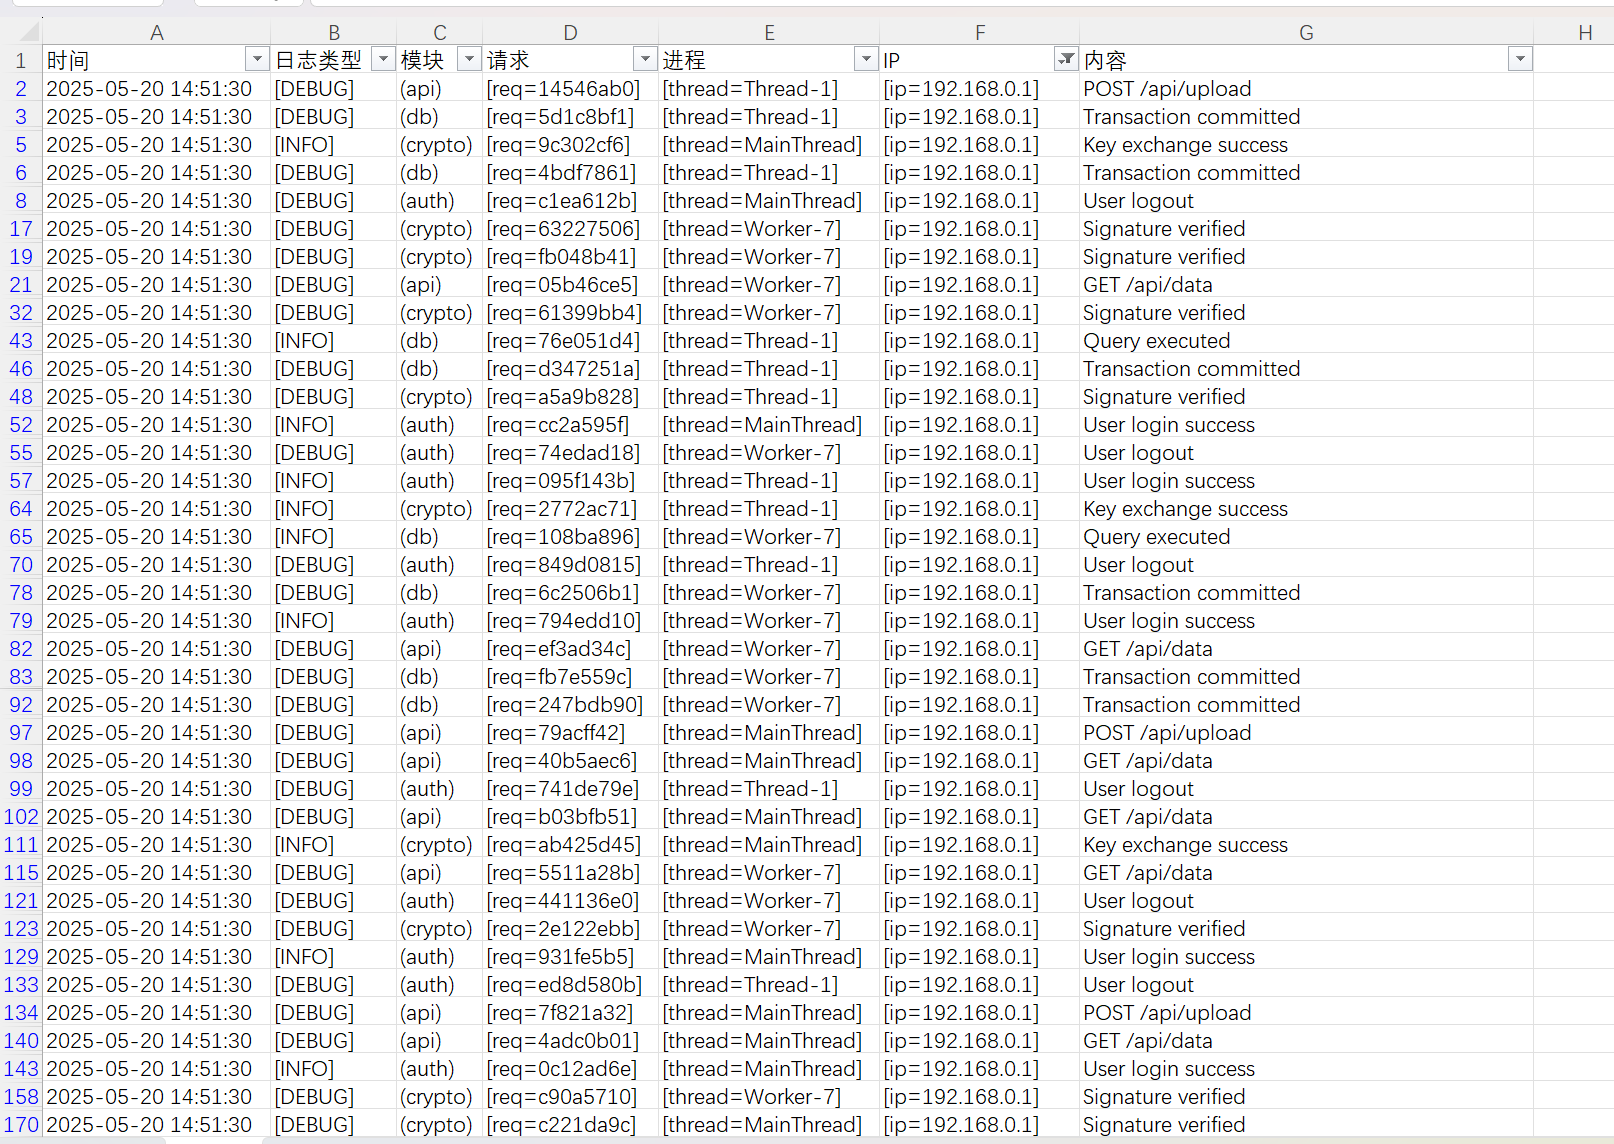 A B C D E F G H
1 时间 日志类型 模块 请求 进程 IP 内容
2 2025-05-20 14:51:30 [DEBUG] (api) [req=14546ab0] [thread=Thread-1] [ip=192.168.0.1] POST /api/upload
3 2025-05-20 14:51:30 [DEBUG] (db) [req=5d1c8bf1] [thread=Thread-1] [ip=192.168.0.1] Transaction committed
5 2025-05-20 14:51:30 [INFO] (crypto) [req=9c302cf6] [thread=MainThread] [ip=192.168.0.1] Key exchange success
6 2025-05-20 14:51:30 [DEBUG] (db) [req=4bdf7861] [thread=Thread-1] [ip=192.168.0.1] Transaction committed
8 2025-05-20 14:51:30 [DEBUG] (auth) [req=c1ea612b] [thread=MainThread] [ip=192.168.0.1] User logout
17 2025-05-20 14:51:30 [DEBUG] (crypto) [req=63227506] [thread=Worker-7] [ip=192.168.0.1] Signature verified
19 2025-05-20 14:51:30 [DEBUG] (crypto) [req=fb048b41] [thread=Worker-7] [ip=192.168.0.1] Signature verified
21 2025-05-20 14:51:30 [DEBUG] (api) [req=05b46ce5] [thread=Worker-7] [ip=192.168.0.1] GET /api/data
32 2025-05-20 14:51:30 [DEBUG] (crypto) [req=61399bb4] [thread=Worker-7] [ip=192.168.0.1] Signature verified
43 2025-05-20 14:51:30 [INFO] (db) [req=76e051d4] [thread=Thread-1] [ip=192.168.0.1] Query executed
46 2025-05-20 14:51:30 [DEBUG] (db) [req=d347251a] [thread=Thread-1] [ip=192.168.0.1] Transaction committed
48 2025-05-20 14:51:30 [DEBUG] (crypto) [req=a5a9b828] [thread=Thread-1] [ip=192.168.0.1] Signature verified
52 2025-05-20 14:51:30 [INFO] (auth) [req=cc2a595f] [thread=MainThread] [ip=192.168.0.1] User login success
55 2025-05-20 14:51:30 [DEBUG] (auth) [req=74edad18] [thread=Worker-7] [ip=192.168.0.1] User logout
57 2025-05-20 14:51:30 [INFO] (auth) [req=095f143b] [thread=Thread-1] [ip=192.168.0.1] User login success
64 2025-05-20 14:51:30 [INFO] (crypto) [req=2772ac71] [thread=Thread-1] [ip=192.168.0.1] Key exchange success
65 2025-05-20 14:51:30 [INFO] (db) [req=108ba896] [thread=Worker-7] [ip=192.168.0.1] Query executed
70 2025-05-20 14:51:30 [DEBUG] (auth) [req=849d0815] [thread=Thread-1] [ip=192.168.0.1] User logout
78 2025-05-20 14:51:30 [DEBUG] (db) [req=6c2506b1] [thread=Worker-7] [ip=192.168.0.1] Transaction committed
79 2025-05-20 14:51:30 [INFO] (auth) [req=794edd10] [thread=Worker-7] [ip=192.168.0.1] User login success
82 2025-05-20 14:51:30 [DEBUG] (api) [req=ef3ad34c] [thread=Worker-7] [ip=192.168.0.1] GET /api/data
83 2025-05-20 14:51:30 [DEBUG] (db) [req=fb7e559c] [thread=Worker-7] [ip=192.168.0.1] Transaction committed
92 2025-05-20 14:51:30 [DEBUG] (db) [req=247bdb90] [thread=Worker-7] [ip=192.168.0.1] Transaction committed
97 2025-05-20 14:51:30 [DEBUG] (api) [req=79acff42] [thread=MainThread] [ip=192.168.0.1] POST /api/upload
98 2025-05-20 14:51:30 [DEBUG] (api) [req=40b5aec6] [thread=MainThread] [ip=192.168.0.1] GET /api/data
99 2025-05-20 14:51:30 [DEBUG] (auth) [req=741de79e] [thread=Thread-1] [ip=192.168.0.1] User logout
102 2025-05-20 14:51:30 [DEBUG] (api) [req=b03bfb51] [thread=MainThread] [ip=192.168.0.1] GET /api/data
111 2025-05-20 14:51:30 [INFO] (crypto) [req=ab425d45] [thread=MainThread] [ip=192.168.0.1] Key exchange success
115 2025-05-20 14:51:30 [DEBUG] (api) [req=5511a28b] [thread=Worker-7] [ip=192.168.0.1] GET /api/data
121 2025-05-20 14:51:30 [DEBUG] (auth) [req=441136e0] [thread=Worker-7] [ip=192.168.0.1] User logout
123 2025-05-20 14:51:30 [DEBUG] (crypto) [req=2e122ebb] [thread=Worker-7] [ip=192.168.0.1] Signature verified
129 2025-05-20 14:51:30 [INFO] (auth) [req=931fe5b5] [thread=MainThread] [ip=192.168.0.1] User login success
133 2025-05-20 14:51:30 [DEBUG] (auth) [req=ed8d580b] [thread=Thread-1] [ip=192.168.0.1] User logout
134 2025-05-20 14:51:30 [DEBUG] (api) [req=7f821a32] [thread=MainThread] [ip=192.168.0.1] POST /api/upload
140 2025-05-20 14:51:30 [DEBUG] (api) [req=4adc0b01] [thread=MainThread] [ip=192.168.0.1] GET /api/data
143 2025-05-20 14:51:30 [INFO] (auth) [req=0c12ad6e] [thread=MainThread] [ip=192.168.0.1] User login success
158 2025-05-20 14:51:30 [DEBUG] (crypto) [req=c90a5710] [thread=Worker-7] [ip=192.168.0.1] Signature verified
170 2025-05-20 14:51:30 [DEBUG] (crypto) [req=c221da9c] [thread=MainThread] [ip=192.168.0.1] Signature verified